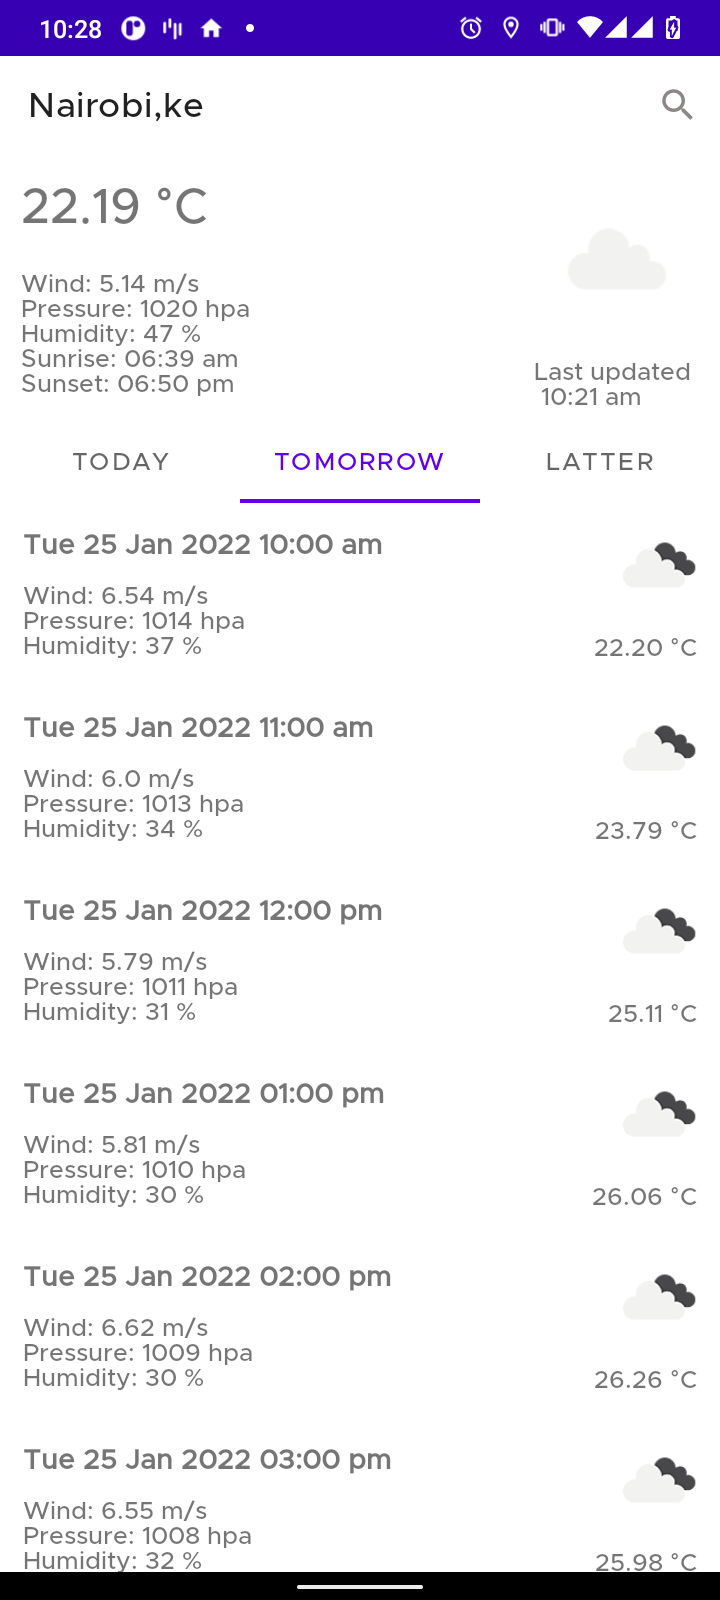 10:28
Nairobi,ke
22.19 °C
Wind: 5.14 m/s
Pressure: 1020 hpa
Humidity: 47 %
Sunrise: 06:39 am
Sunset: 06:50 pm
Last updated
10:21 am
TODAY TOMORROW LATTER
Tue 25 Jan 2022 10:00 am
Wind: 6.54 m/s
Pressure: 1014 hpa
Humidity: 37 %
22.20 °C
Tue 25 Jan 2022 11:00 am
Wind: 6.0 m/s
Pressure: 1013 hpa
Humidity: 34 %
23.79 °C
Tue 25 Jan 2022 12:00 pm
Wind: 5.79 m/s
Pressure: 1011 hpa
Humidity: 31 %
25.11 °C
Tue 25 Jan 2022 01:00 pm
Wind: 5.81 m/s
Pressure: 1010 hpa
Humidity: 30 %
26.06 °C
Tue 25 Jan 2022 02:00 pm
Wind: 6.62 m/s
Pressure: 1009 hpa
Humidity: 30 %
26.26 °C
Tue 25 Jan 2022 03:00 pm
Wind: 6.55 m/s
Pressure: 1008 hpa
Humidity: 32 %
25.98 °C